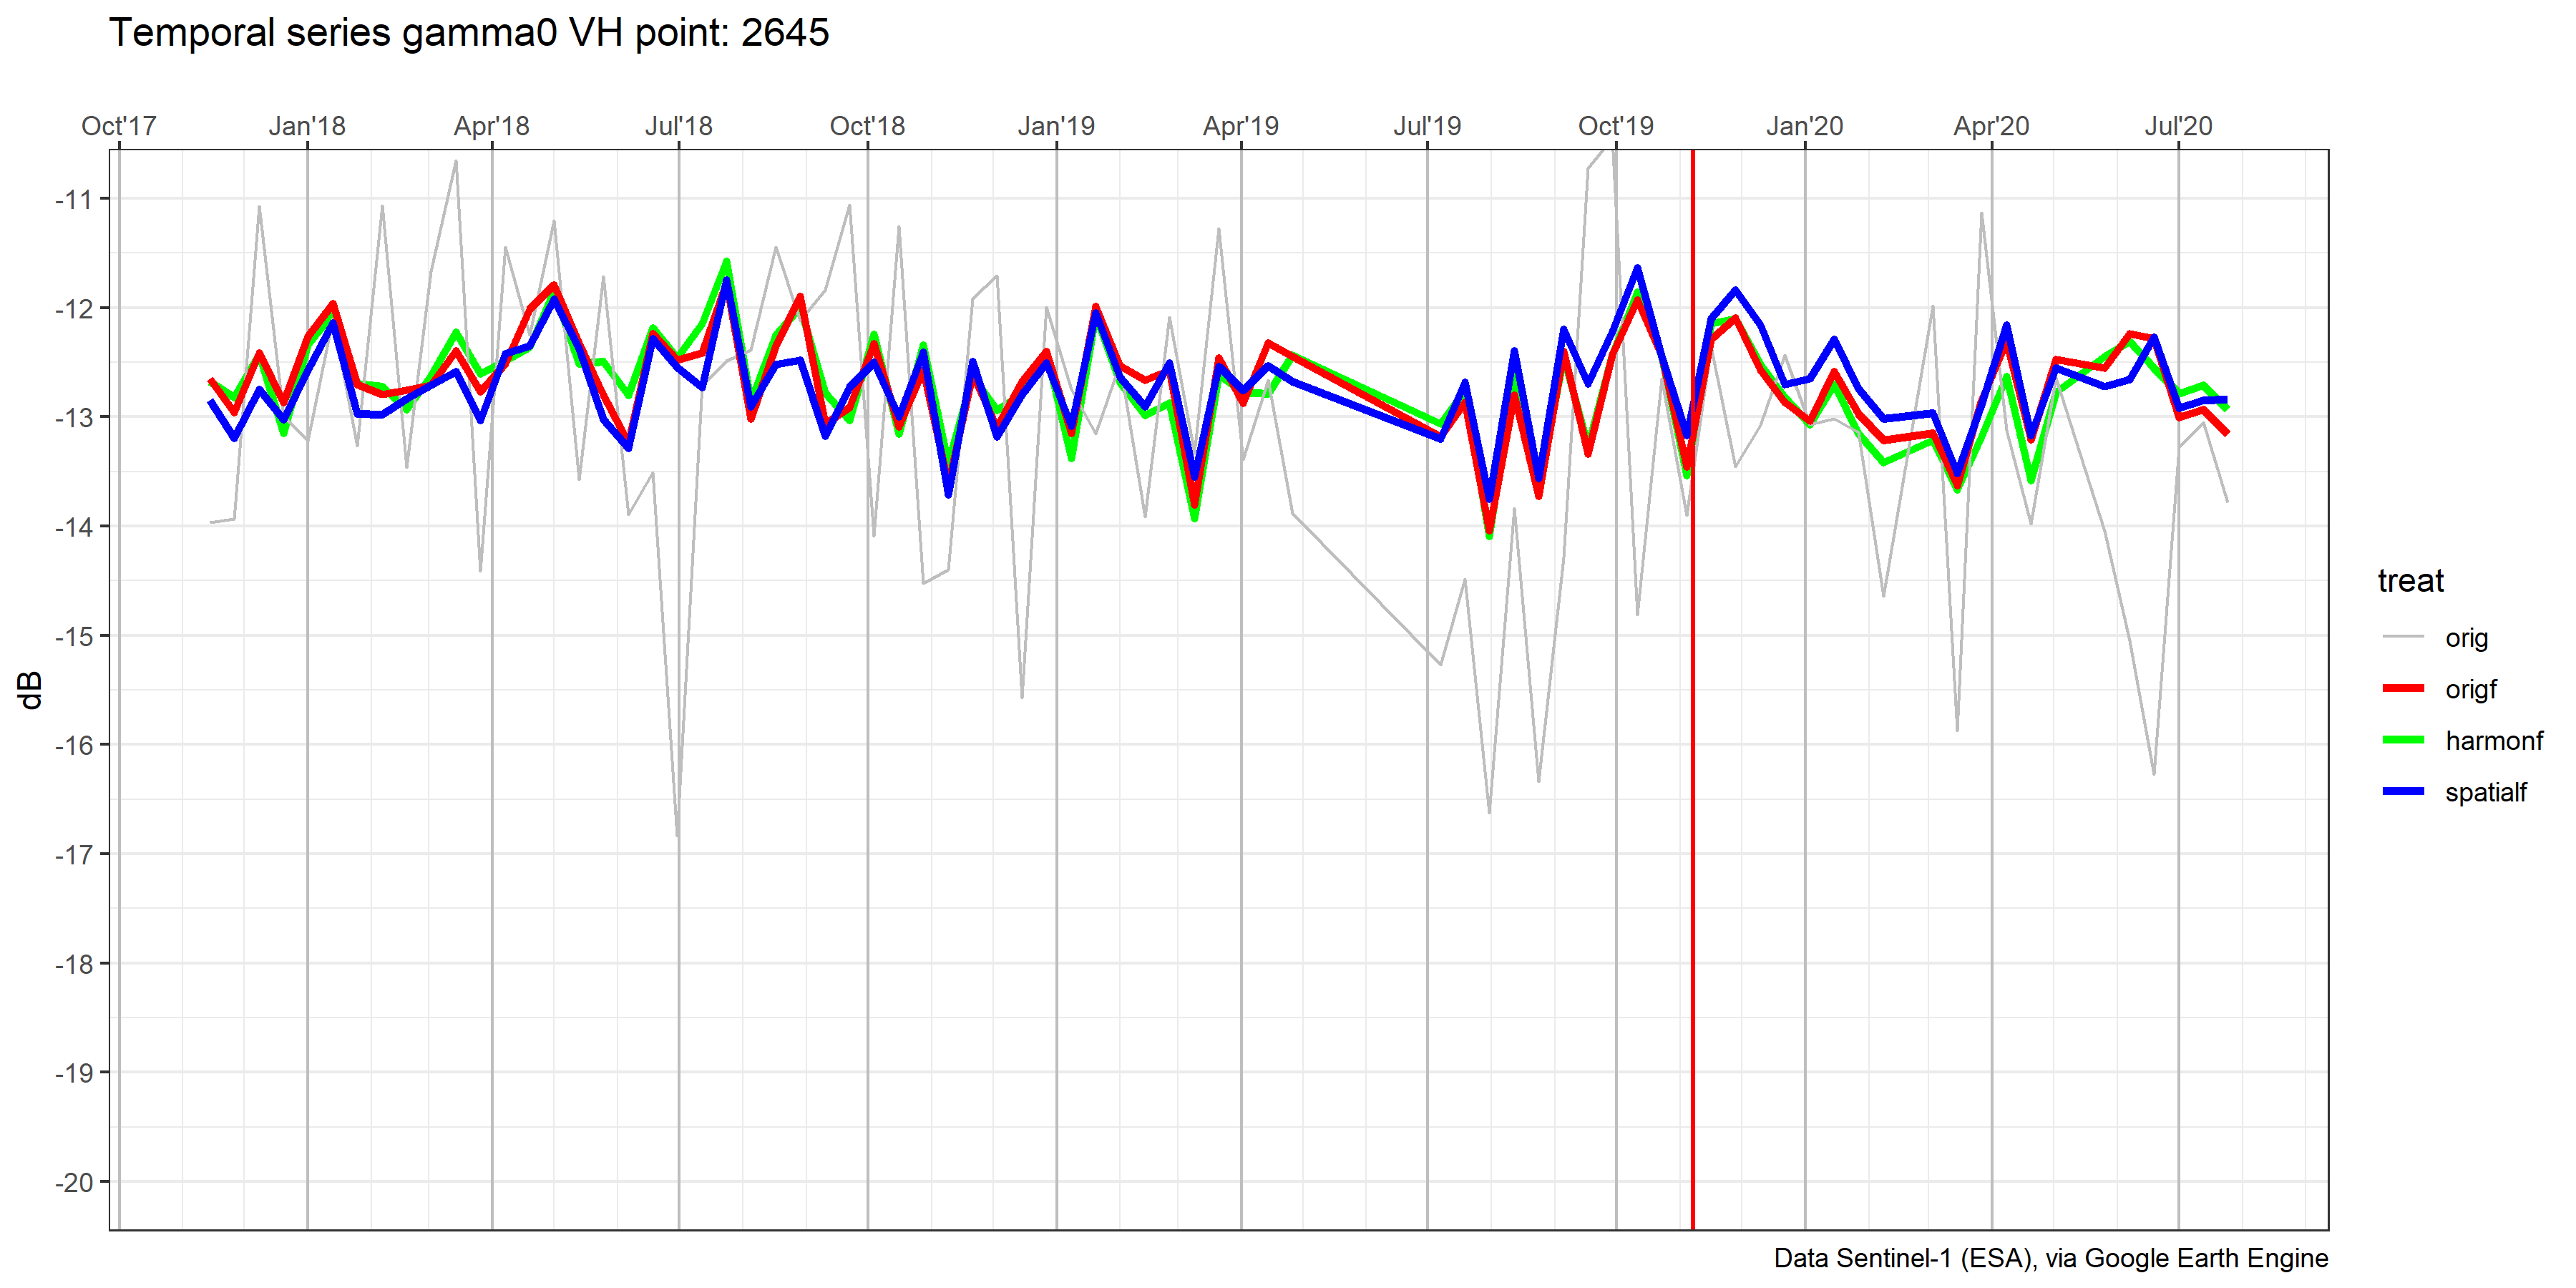 Temporal series gamma0 VH point: 2645
Oct'17 Jan'18 Apr'18 Jul'18 Oct'18 Jan'19 Apr'19 Jul'19 Oct'19 Jan'20 Apr'20 Jul'20
-11
-12
-13
-14
-15
-16
-17
-18
-19
-20
dB
treat
orig
origf
harmonf
spatialf
Data Sentinel-1 (ESA), via Google Earth Engine